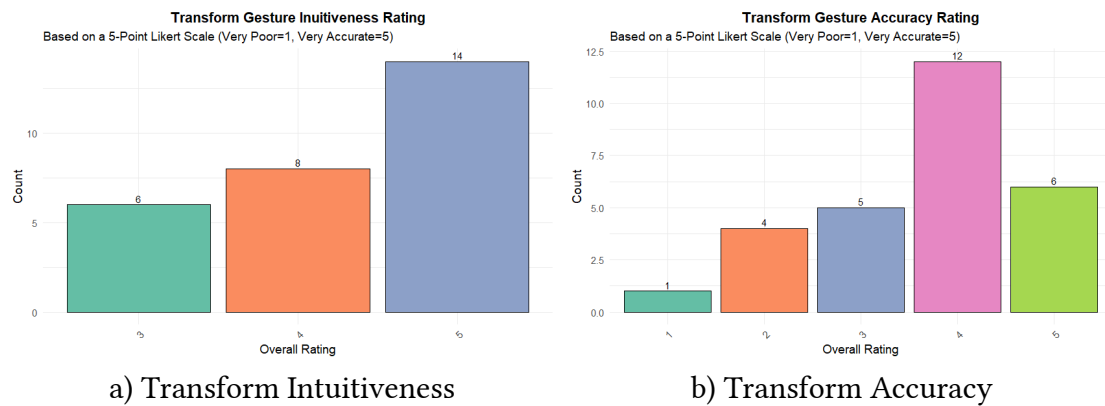 Transform Gesture Inuitiveness Rating
Based on a 5-Point Likert Scale (Very Poor=1, Very Accurate=5)
14
10
8
6
5
0
Count
3
4
5
Overall Rating
a) Transform Intuitiveness
Transform Gesture Accuracy Rating
Based on a 5-Point Likert Scale (Very Poor=1, Very Accurate=5)
12.5
12
10.0
7.5
6
5
5.0
4
2.5
1
0.0
Count
1
2
3
4
5
Overall Rating
b) Transform Accuracy